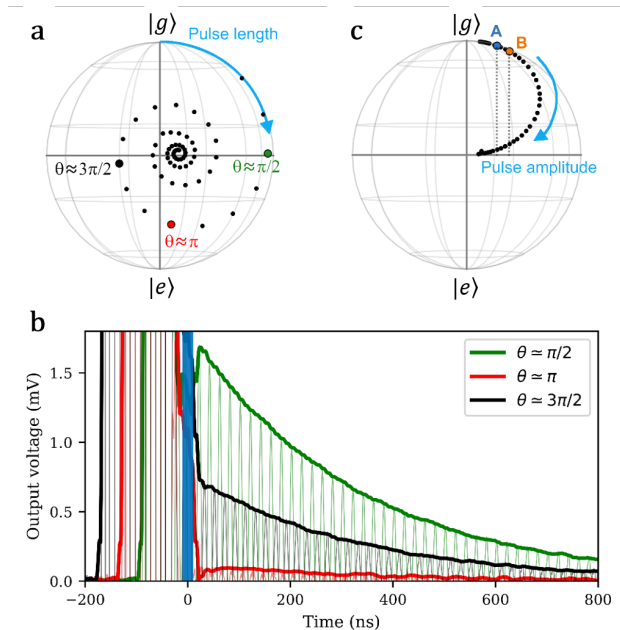 a
|g⟩
Pulse length
θ≈3π/2
θ≈π/2
θ≈π
|e⟩
c
|g⟩
A
B
Pulse amplitude
|e⟩
b
Output voltage (mV)
1.5
1.0
0.5
0.0
θ ≃ π/2
θ ≃ π
θ ≃ 3π/2
−200
0
200
400
600
800
Time (ns)